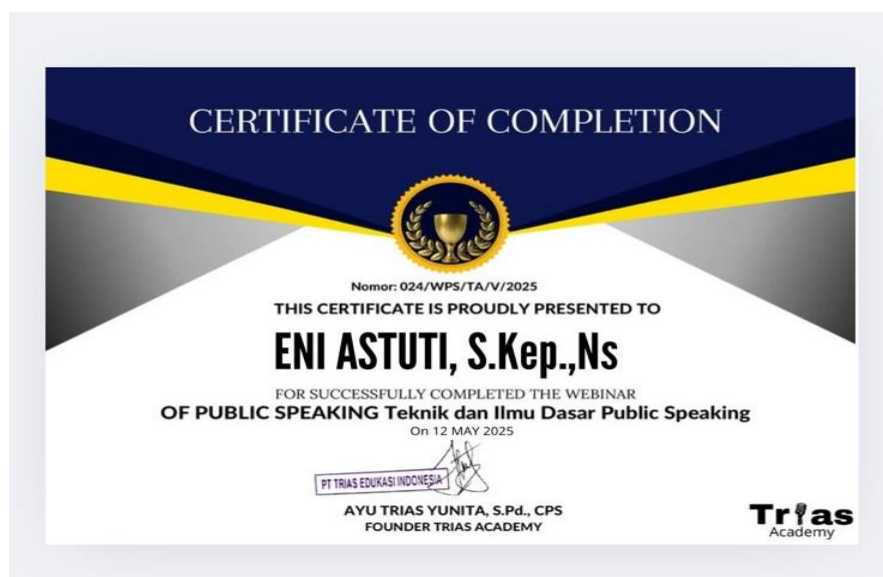 CERTIFICATE OF COMPLETION
Nomor: 024/WPS/TA/V/2025
THIS CERTIFICATE IS PROUDLY PRESENTED TO
ENI ASTUTI, S.Kep.,Ns
FOR SUCCESSFULLY COMPLETED THE WEBINAR
OF PUBLIC SPEAKING Teknik dan Ilmu Dasar Public Speaking
On 12 MAY 2025
PT TRIAS EDUKASI INDONESIA
AYU TRIAS YUNITA, S.Pd., CPS
FOUNDER TRIAS ACADEMY
Trias
Academy